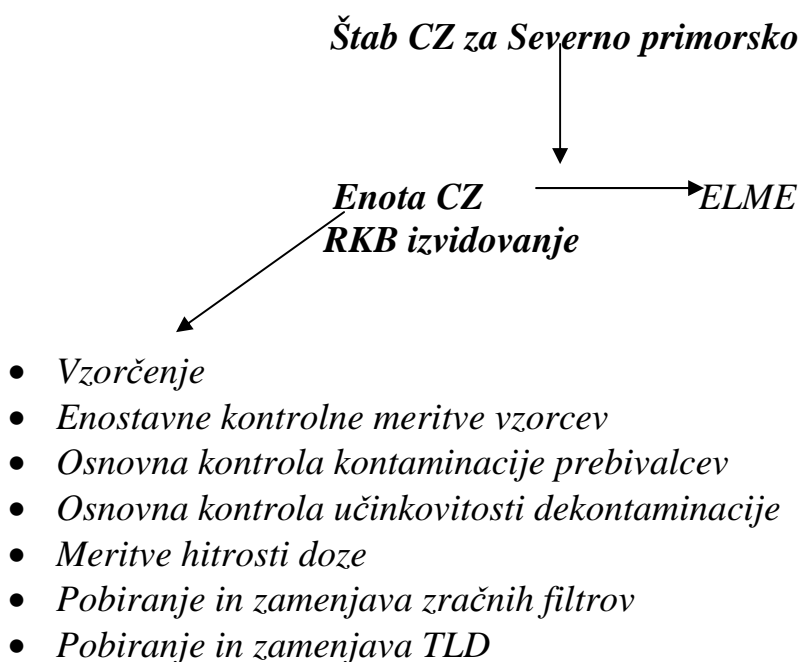 Štab CZ za Severno primorsko
Enota CZ ELME
RKB izvidovanje
• Vzorčenje
• Enostavne kontrolne meritve vzorcev
• Osnovna kontrola kontaminacije prebivalcev
• Osnovna kontrola učinkovitosti dekontaminacije
• Meritve hitrosti doze
• Pobiranje in zamenjava zračnih filtrov
• Pobiranje in zamenjava TLD